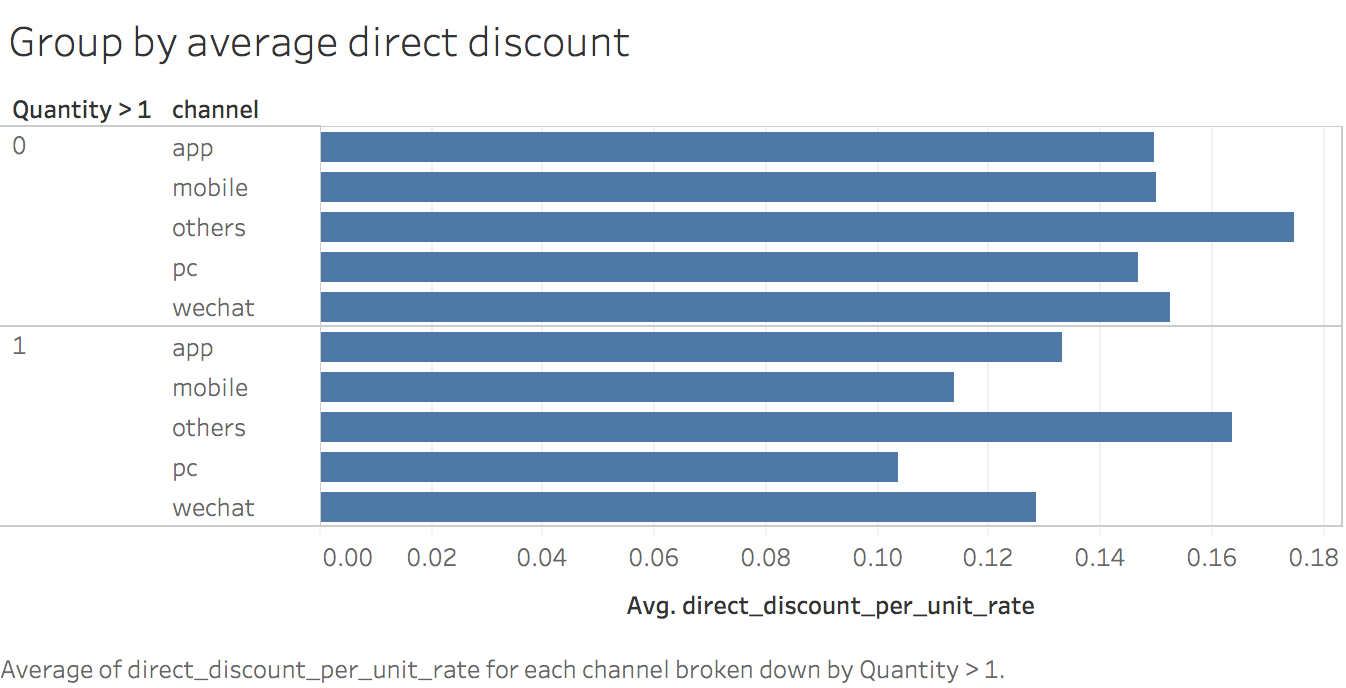 Group by average direct discount
Quantity > 1 channel
0 app
mobile
others
pc
wechat
1 app
mobile
others
pc
wechat
0.00 0.02 0.04 0.06 0.08 0.10 0.12 0.14 0.16 0.18
Avg. direct_discount_per_unit_rate
Average of direct_discount_per_unit_rate for each channel broken down by Quantity > 1.